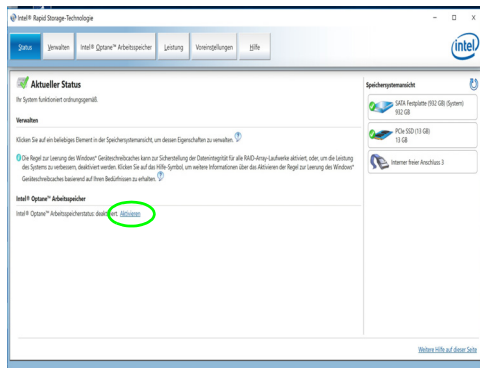 Intel® Rapid Storage-Technologie
Status
Verwalten
Intel® Optane™ Arbeitsspeicher
Leistung
Voreinstellungen
Hilfe
intel
Aktueller Status
Ihr System funktioniert ordnungsgemäß.
Verwalten
Klicken Sie auf ein beliebiges Element in der Speichersystemansicht, um dessen Eigenschaften zu verwalten.
Die Regel zur Leerung des Windows* Geräteschreibcaches kann zur Sicherstellung der Datenintegrität für alle RAID-Array-Laufwerke aktiviert; oder, um die Leistung
des Systems zu verbessern, deaktiviert werden. Klicken Sie auf das Hilfe-Symbol, um weitere Informationen über das Aktivieren der Regel zur Leerung des Windows*
Geräteschreibcaches basierend auf Ihren Bedürfnissen zu erhalten.
Intel® Optane™ Arbeitsspeicher
Intel® Optane™ Arbeitsspeicherstatus: deaktiviert. Aktivieren
Speichersystemansicht
SATA Festplatte (932 GB) (System)
932 GB
PCIe SSD (13 GB)
13 GB
Interner freier Anschluss 3
Weitere Hilfe auf dieser Seite